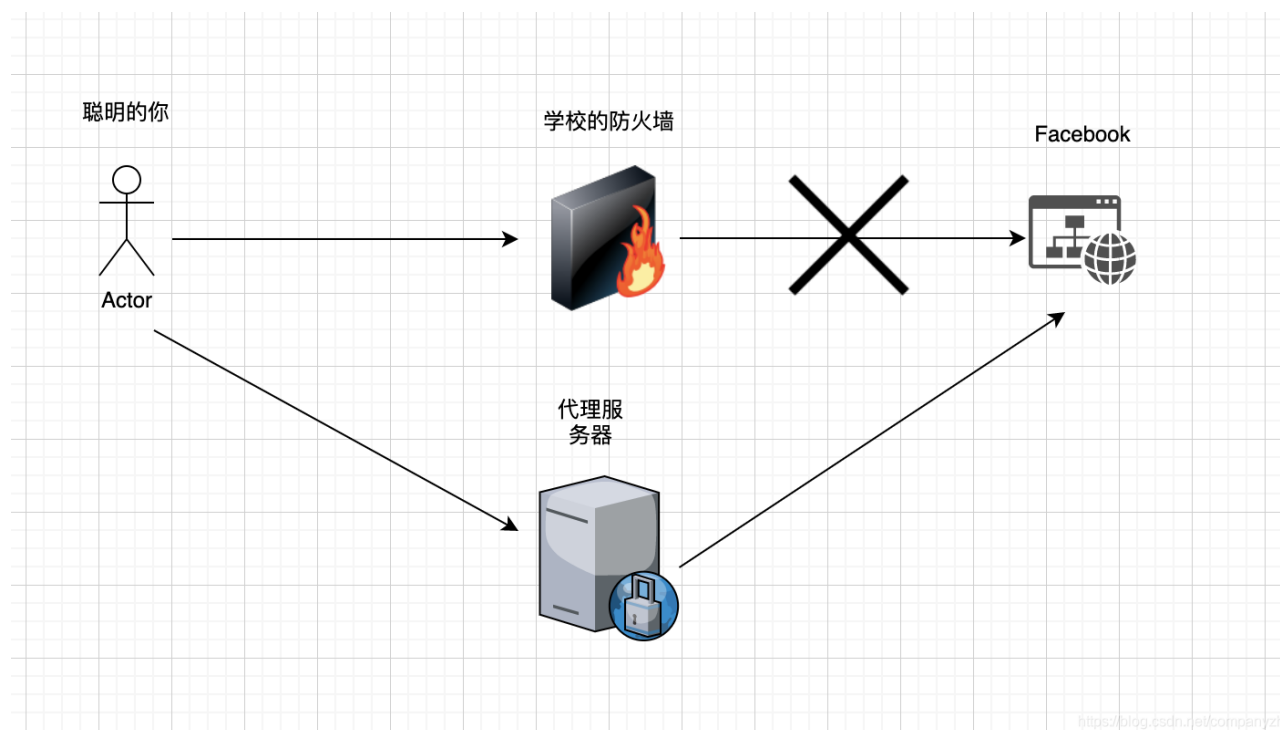 聪明的你
学校的防火墙
Facebook
Actor
代理服
务器
https://blog.csdn.net/companyzh